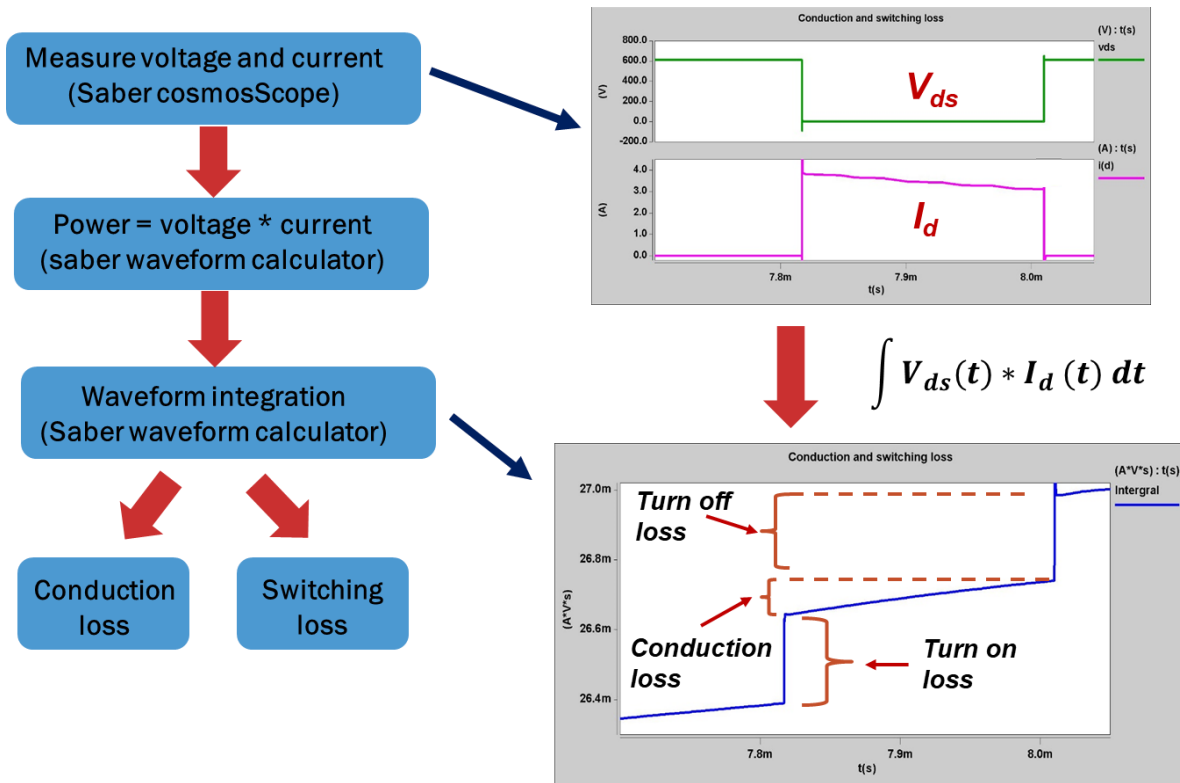 Measure voltage and current
(Saber cosmosScope)
Power = voltage * current
(saber waveform calculator)
Waveform integration
(Saber waveform calculator)
Conduction
loss
Switching
loss
Conduction and switching loss
(V) : t(s)
vds
800.0
600.0
400.0
200.0
0.0
-200.0
(V)
V_ds
(A) : t(s)
i(d)
4.0
3.0
2.0
1.0
0.0
(A)
I_d
7.8m 7.9m 8.0m
t(s)
∫ V_ds(t) * I_d (t) dt
Conduction and switching loss
(A*V*s) : t(s)
Intergral
27.0m
26.8m
26.6m
26.4m
(A*V*s)
Turn off
loss
Conduction
loss
Turn on
loss
7.8m 7.9m 8.0m
t(s)